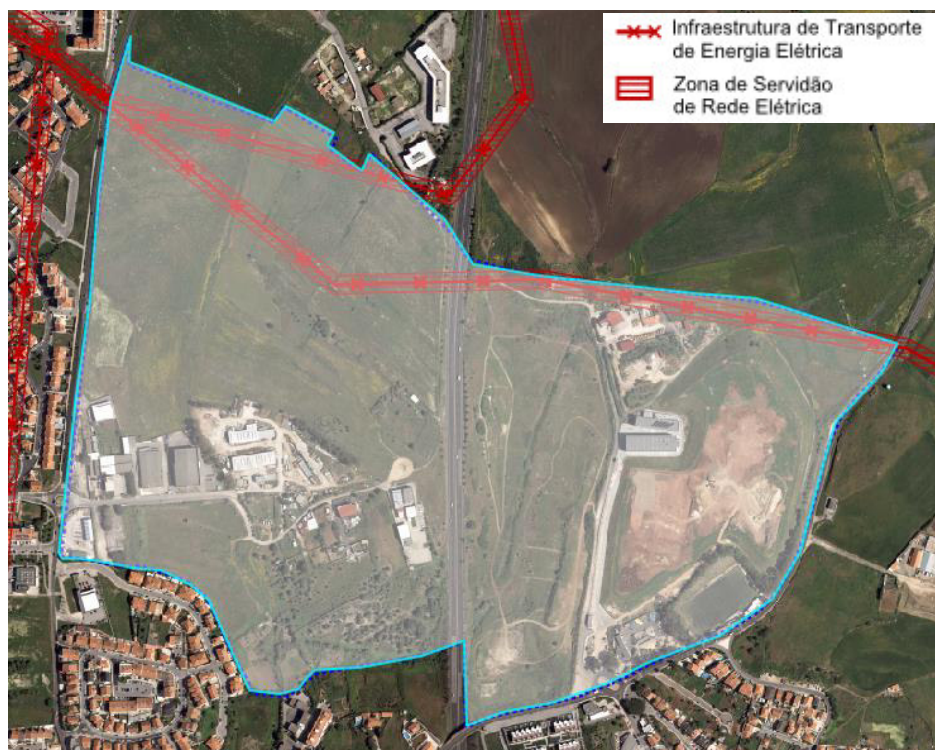 Infraestrutura de Transporte
de Energia Elétrica
Zona de Servidão
de Rede Elétrica